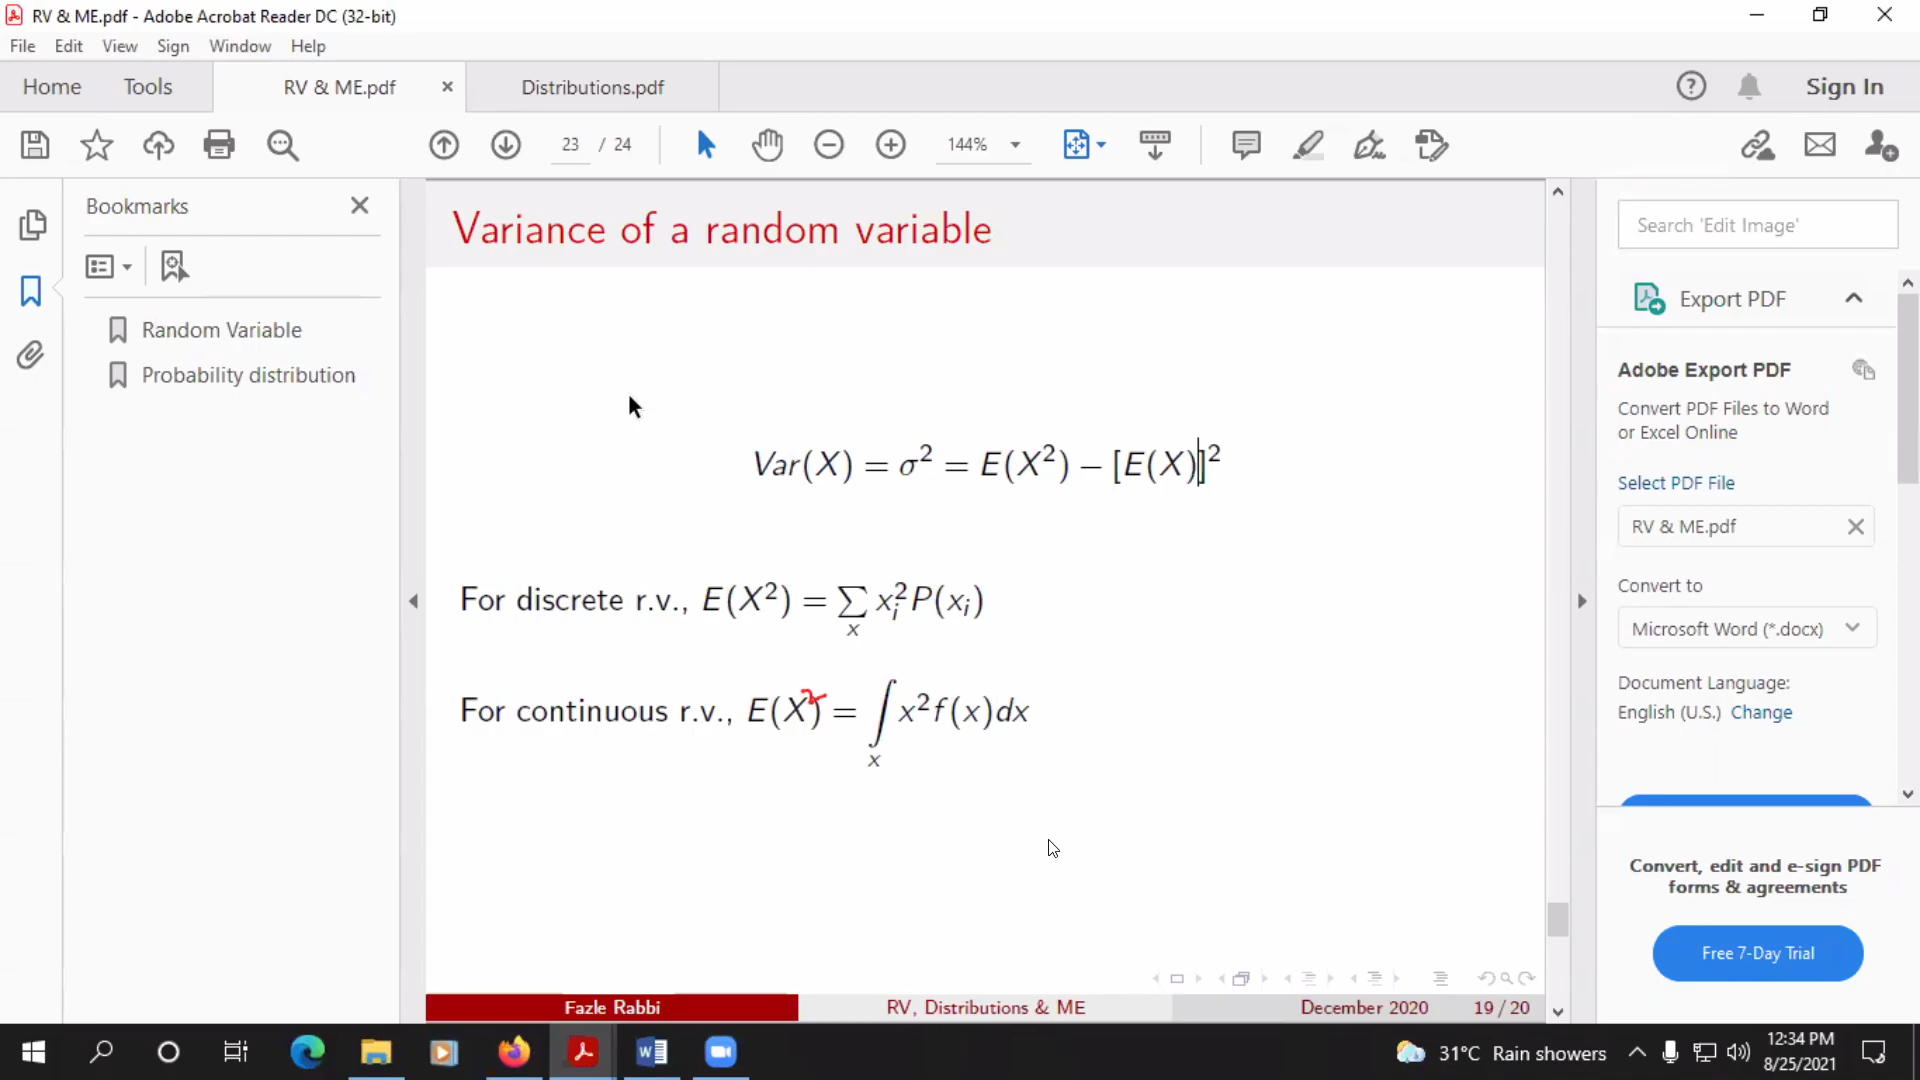 RV & ME.pdf - Adobe Acrobat Reader DC (32-bit)
File Edit View Sign Window Help
Home Tools RV & ME.pdf × Distributions.pdf Sign In
23 / 24 144%
Bookmarks
Random Variable
Probability distribution
Variance of a random variable
Var(X) = σ² = E(X²) − [E(X)]²
For discrete r.v., E(X²) = ∑ₓ xᵢ²P(xᵢ)
For continuous r.v., E(X²) = ∫ₓ x²f(x)dx
Fazle Rabbi RV, Distributions & ME December 2020 19 / 20
Search 'Edit Image'
Export PDF
Adobe Export PDF
Convert PDF Files to Word
or Excel Online
Select PDF File
RV & ME.pdf
Convert to
Microsoft Word (*.docx)
Document Language:
English (U.S.) Change
Convert, edit and e-sign PDF
forms & agreements
Free 7-Day Trial
31°C Rain showers
12:34 PM
8/25/2021